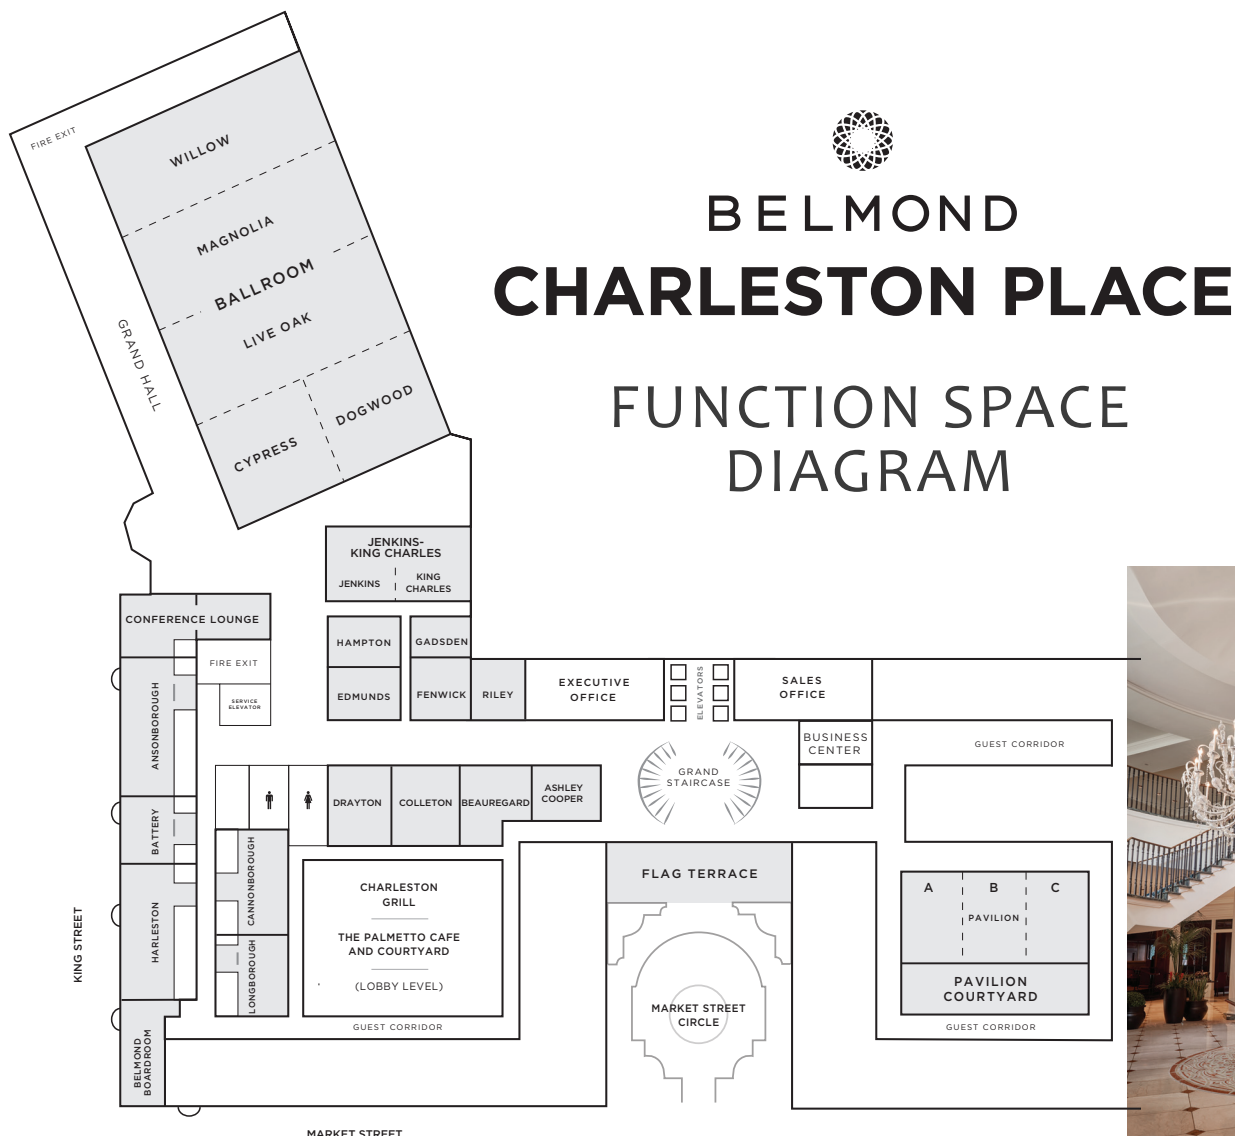 BELMOND
CHARLESTON PLACE
FUNCTION SPACE
DIAGRAM
FIRE EXIT
WILLOW
MAGNOLIA
BALLROOM
LIVE OAK
GRAND HALL
DOGWOOD
CYPRESS
JENKINS-
KING CHARLES
JENKINS
KING
CHARLES
CONFERENCE LOUNGE
HAMPTON
GADSDEN
FIRE EXIT
EDMUNDS
FENWICK
RILEY
EXECUTIVE
OFFICE
ELEVATORS
SALES
OFFICE
SERVICE
ELEVATOR
ANSONBOROUGH
BUSINESS
CENTER
GUEST CORRIDOR
GRAND
STAIRCASE
DRAYTON
COLLETON
BEAUREGARD
ASHLEY
COOPER
BATTERY
CANNONBOROUGH
FLAG TERRACE
CHARLESTON
GRILL
THE PALMETTO CAFE
AND COURTYARD
(LOBBY LEVEL)
A
B
C
PAVILION
HARLESTON
KING STREET
LONGBOROUGH
PAVILION
COURTYARD
MARKET STREET
CIRCLE
GUEST CORRIDOR
GUEST CORRIDOR
BELMOND
BOARDROOM
MARKET STREET